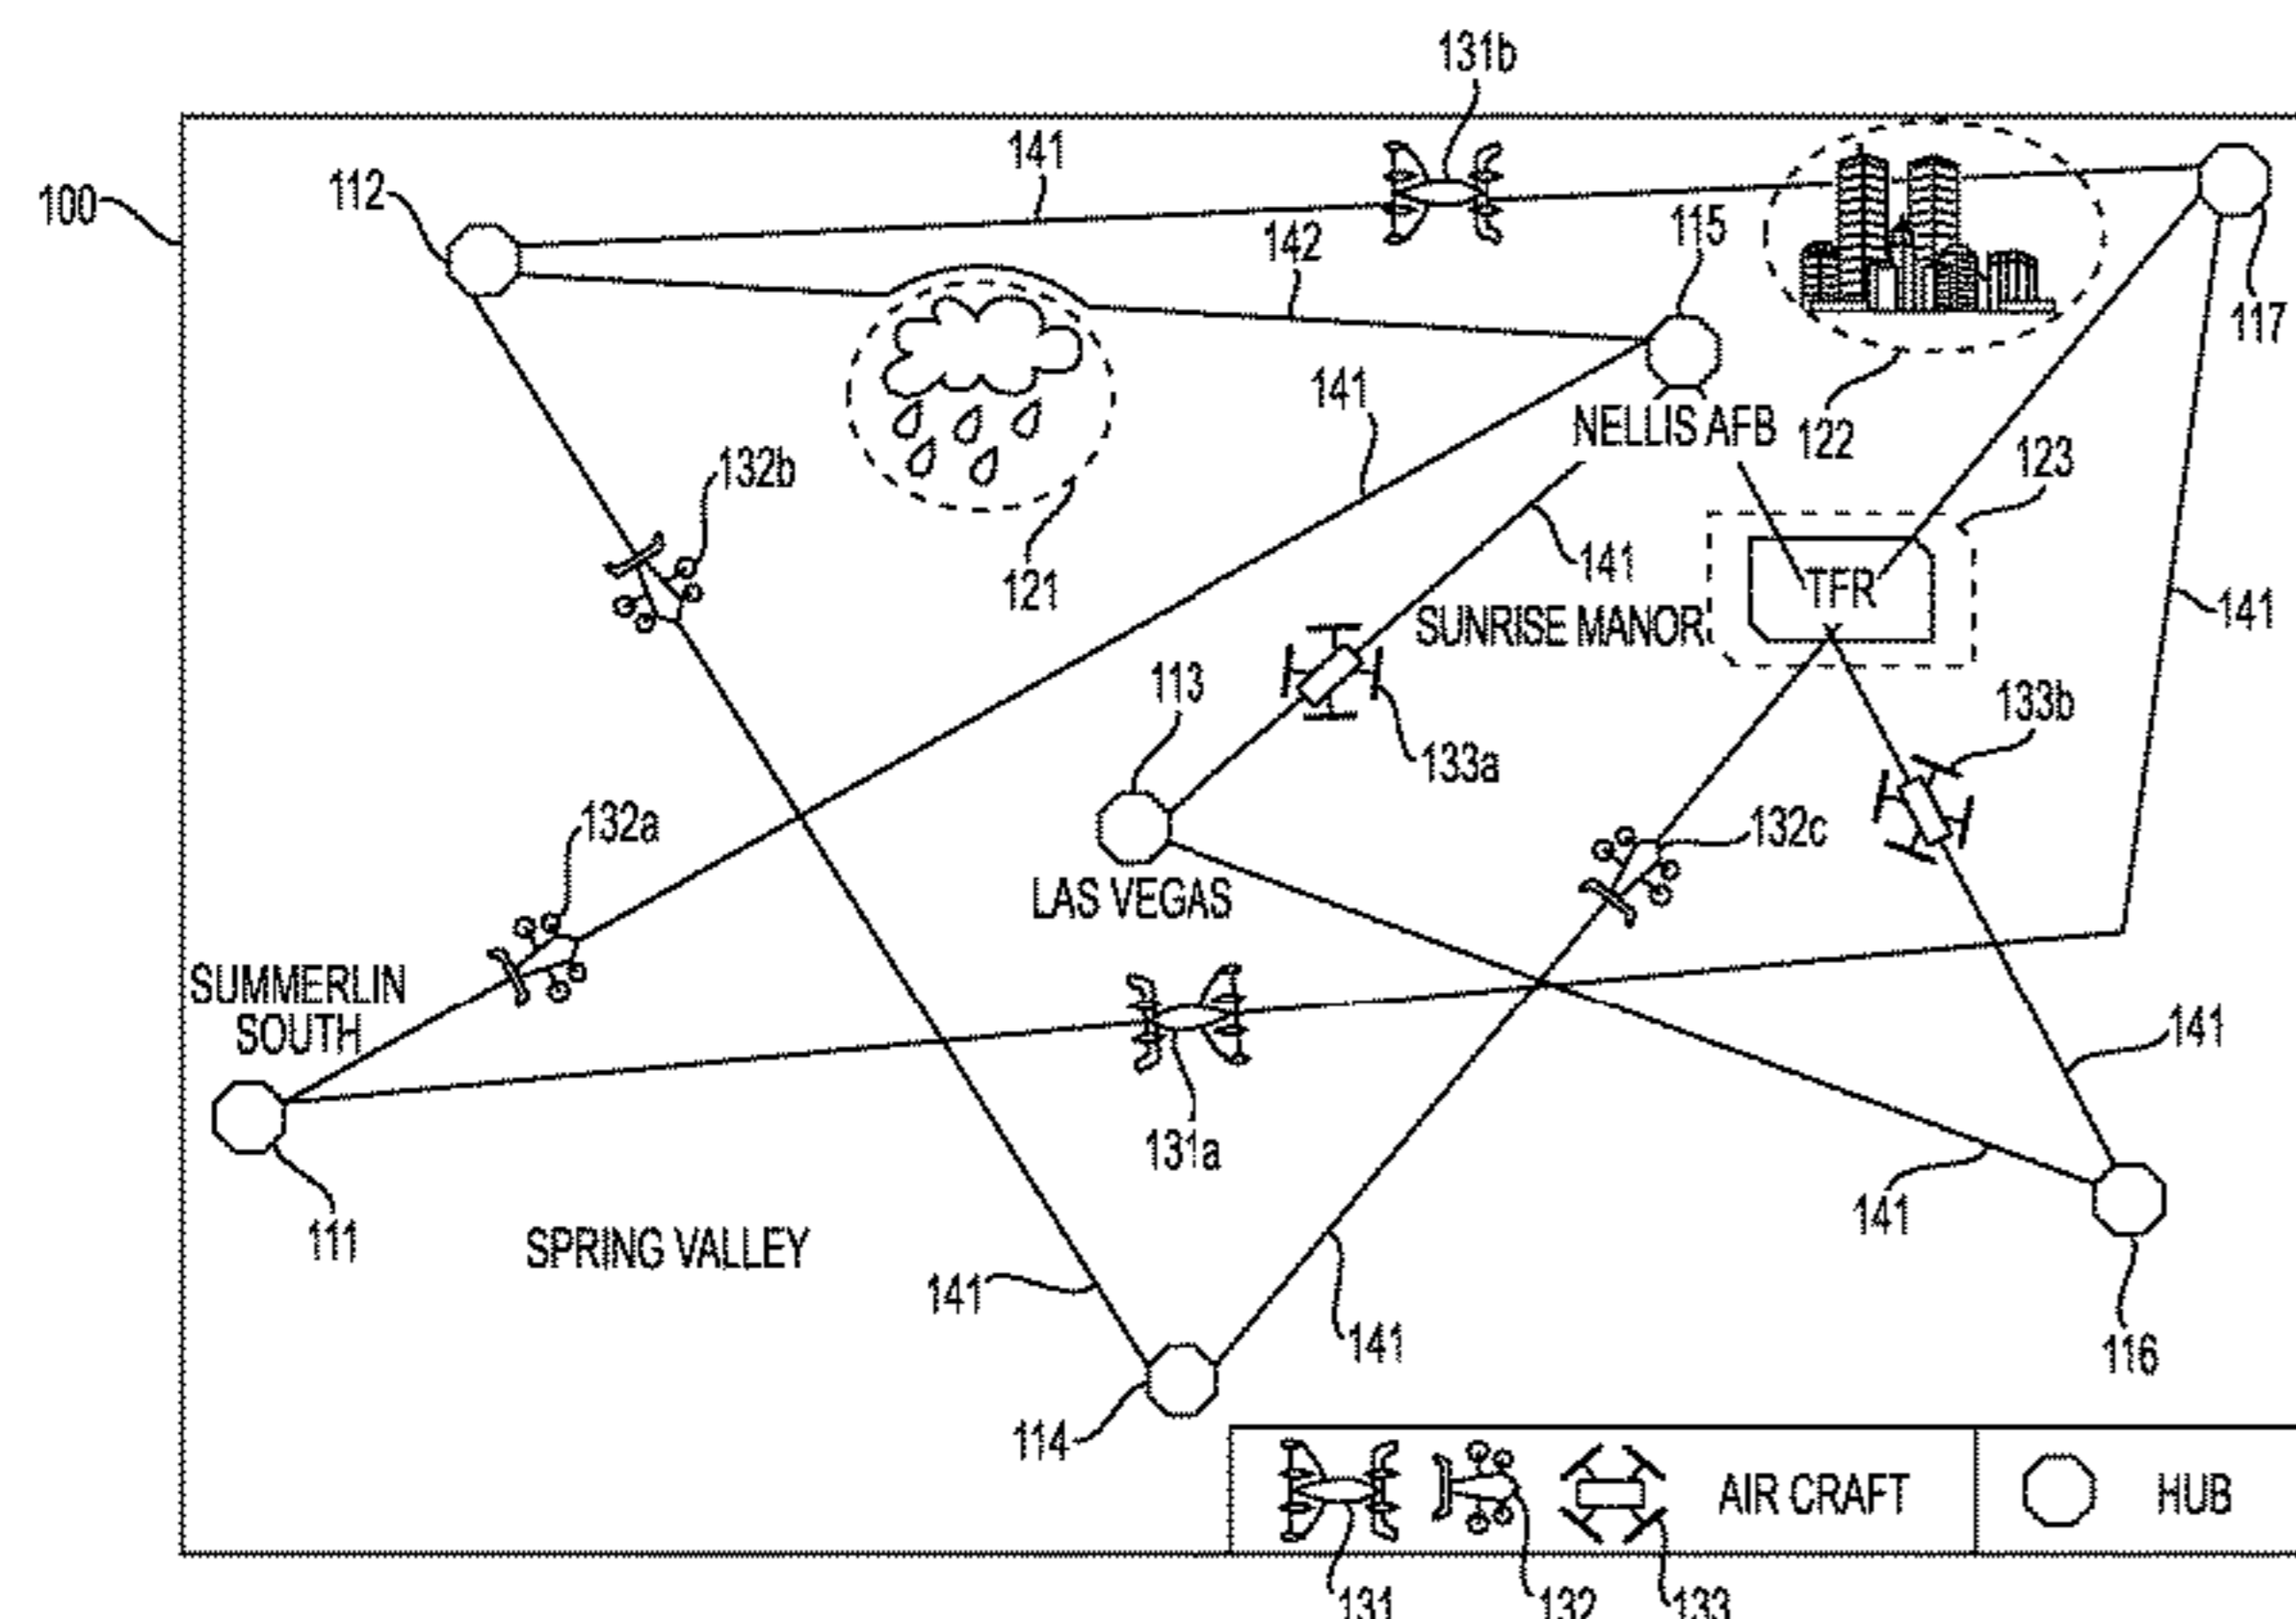 131b
141
112
100
115
142
117
141
NELLIS AFB
122
123
132b
141
121
TFR
141
SUNRISE MANOR
113
133b
133a
132a
132c
LAS VEGAS
SUMMERLIN
SOUTH
141
131a
141
111
SPRING VALLEY
141
141
116
114
AIR CRAFT
HUB
131
132
133